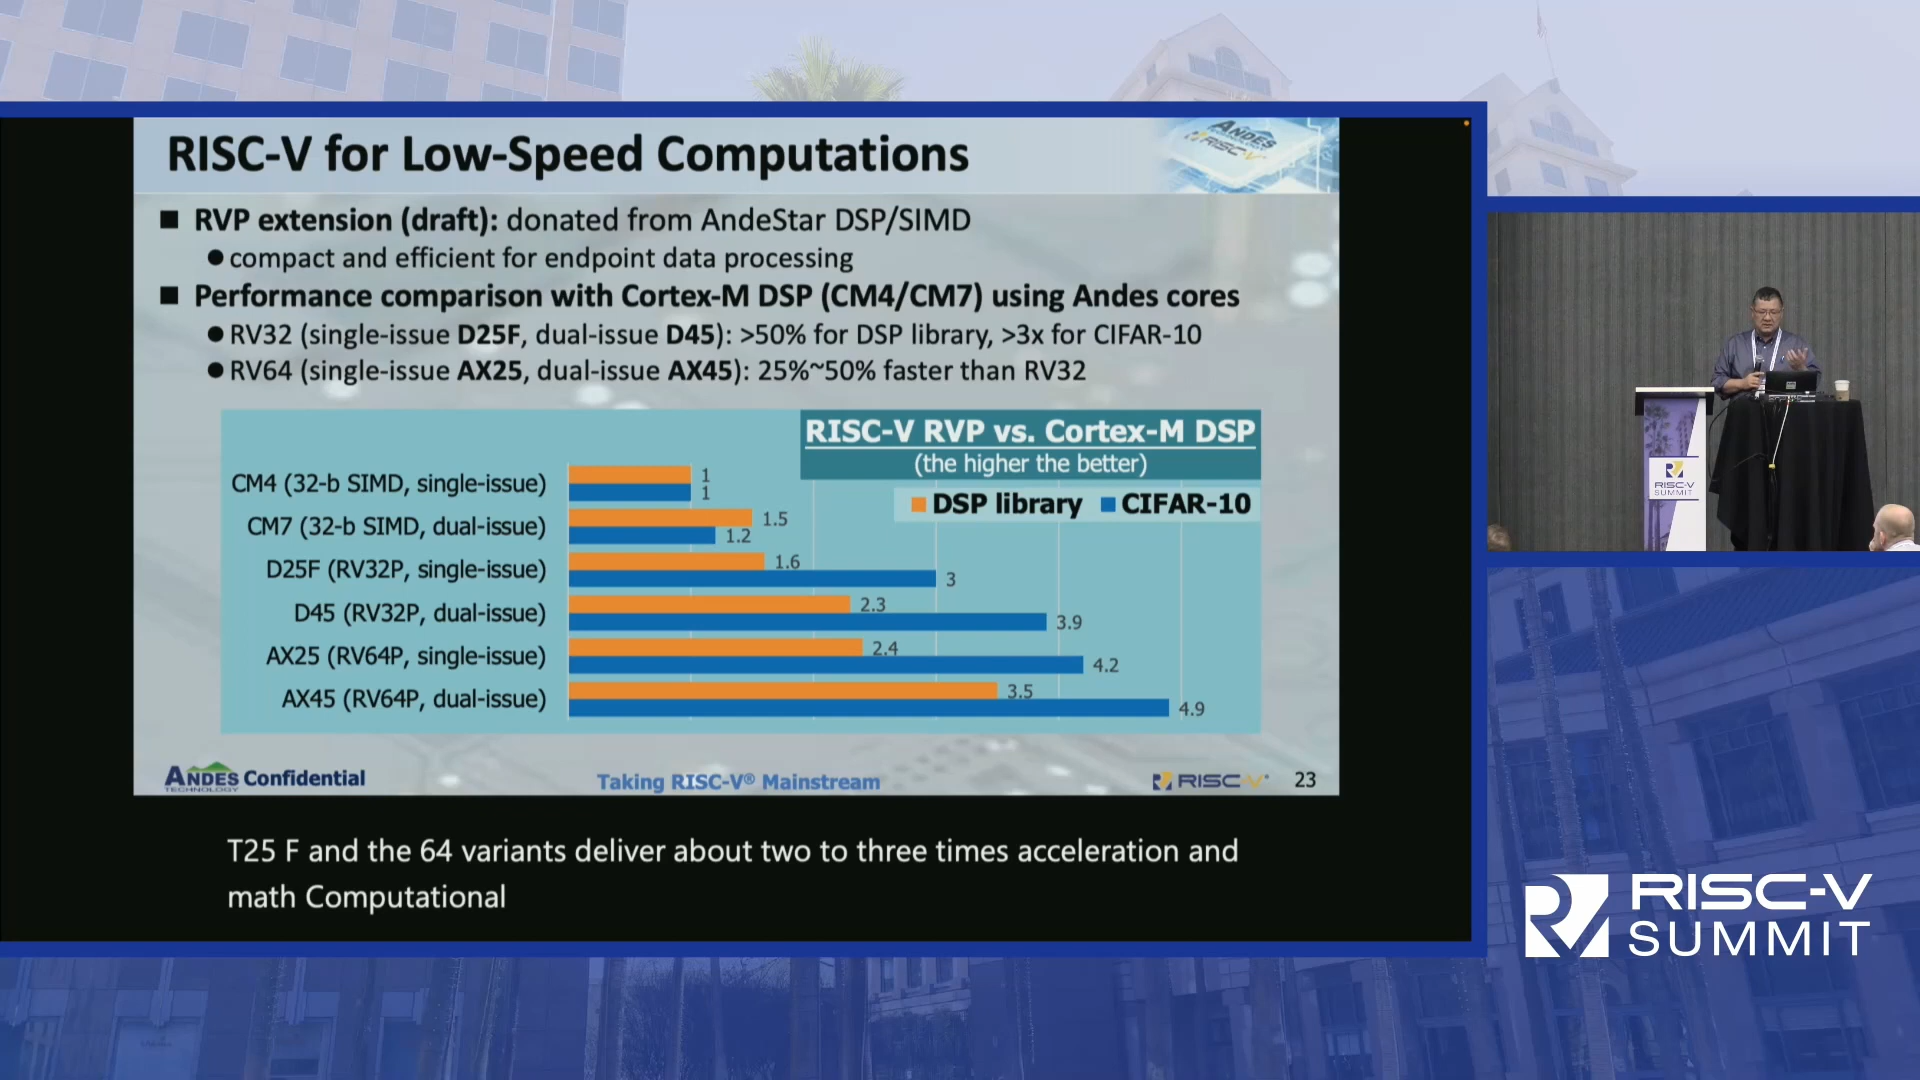 RISC-V for Low-Speed Computations
ANDES
RISC-V
RVP extension (draft): donated from AndeStar DSP/SIMD
compact and efficient for endpoint data processing
Performance comparison with Cortex-M DSP (CM4/CM7) using Andes cores
RV32 (single-issue D25F, dual-issue D45): >50% for DSP library, >3x for CIFAR-10
RV64 (single-issue AX25, dual-issue AX45): 25%~50% faster than RV32
RISC-V RVP vs. Cortex-M DSP
(the higher the better)
DSP library CIFAR-10
CM4 (32-b SIMD, single-issue) 1
1
CM7 (32-b SIMD, dual-issue) 1.5
1.2
D25F (RV32P, single-issue) 1.6
3
D45 (RV32P, dual-issue) 2.3
3.9
AX25 (RV64P, single-issue) 2.4
4.2
AX45 (RV64P, dual-issue) 3.5
4.9
ANDES Confidential
TECHNOLOGY
Taking RISC-V® Mainstream
RISC-V®
23
T25 F and the 64 variants deliver about two to three times acceleration and
math Computational
RISC-V
SUMMIT
RISC-V
SUMMIT